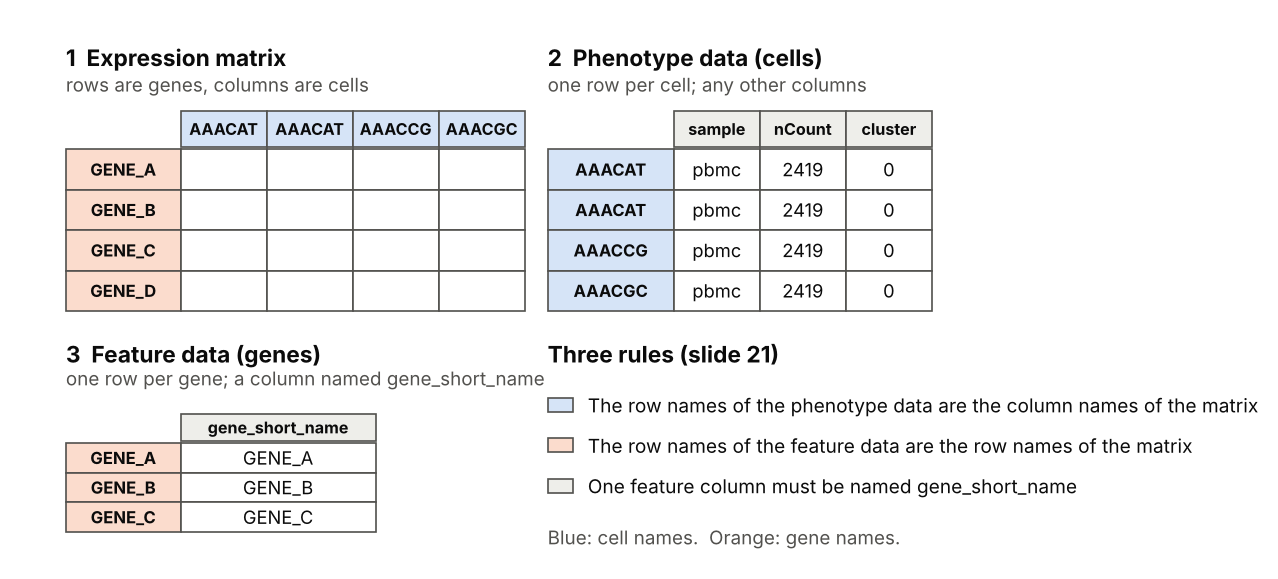 1 Expression matrix
rows are genes, columns are cells
AAACAT AAACAT AAACCG AAACGC
GENE_A
GENE_B
GENE_C
GENE_D
2 Phenotype data (cells)
one row per cell; any other columns
sample nCount cluster
AAACAT pbmc 2419 0
AAACAT pbmc 2419 0
AAACCG pbmc 2419 0
AAACGC pbmc 2419 0
3 Feature data (genes)
one row per gene; a column named gene_short_name
gene_short_name
GENE_A GENE_A
GENE_B GENE_B
GENE_C GENE_C
Three rules (slide 21)
The row names of the phenotype data are the column names of the matrix
The row names of the feature data are the row names of the matrix
One feature column must be named gene_short_name
Blue: cell names. Orange: gene names.